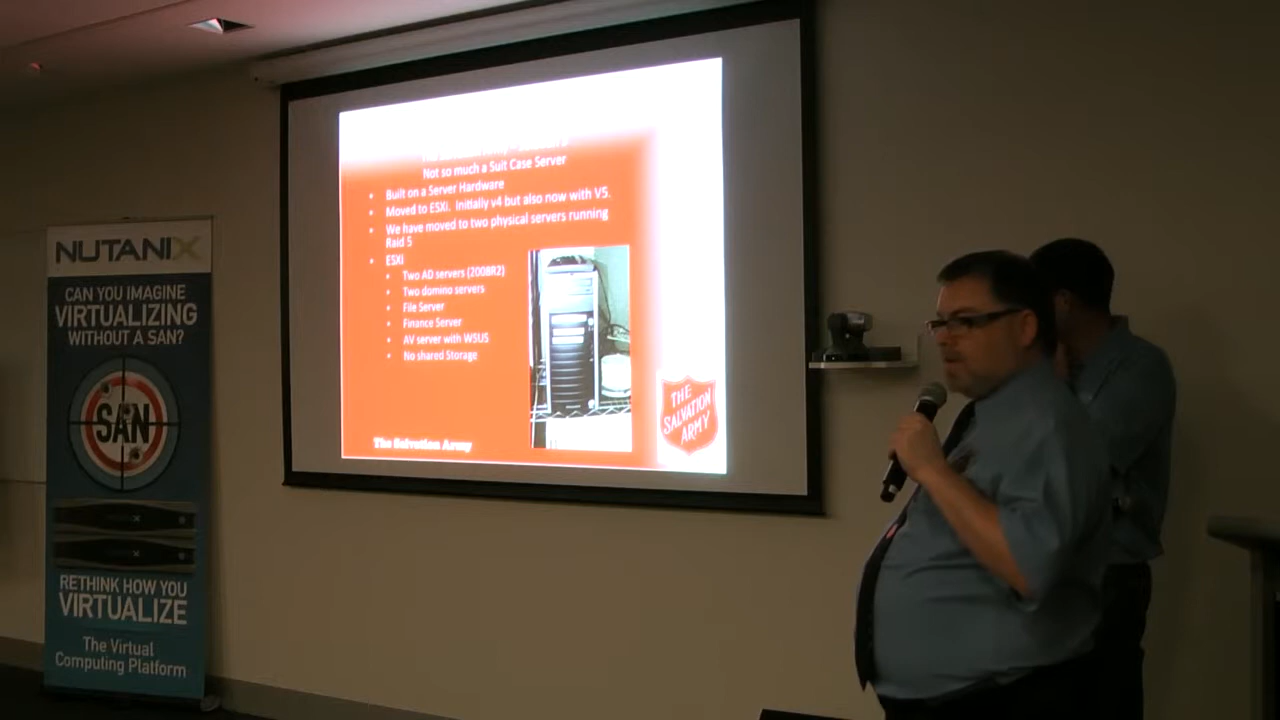 NUTANIX
CAN YOU IMAGINE
VIRTUALIZING
WITHOUT A SAN?
SAN
RETHINK HOW YOU
VIRTUALIZE
The Virtual
Computing Platform
Not so much a Suit Case Server
• Built on a Server Hardware
• Moved to ESXi. Initially v4 but also now with V5.
• We have moved to two physical servers running
Raid 5
• ESXi
• Two AD servers (2008R2)
• Two domino servers
• File Server
• Finance Server
• AV server with WSUS
• No shared Storage
The Salvation Army
THE
SALVATION
ARMY